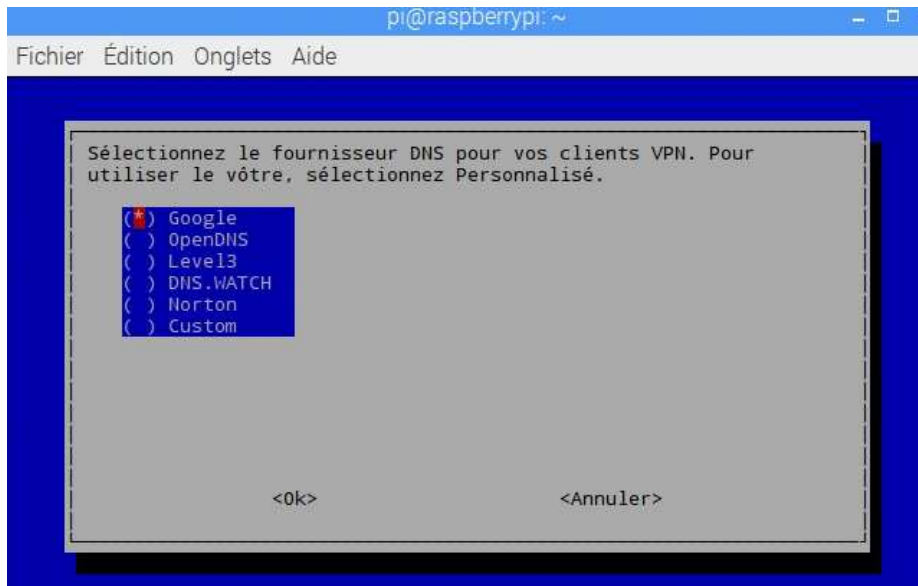 pi@raspberrypi: ~
Fichier Édition Onglets Aide
Sélectionnez le fournisseur DNS pour vos clients VPN. Pour
utiliser le vôtre, sélectionnez Personnalisé.
(*) Google
( ) OpenDNS
( ) Level3
( ) DNS.WATCH
( ) Norton
( ) Custom
<Ok> <Annuler>